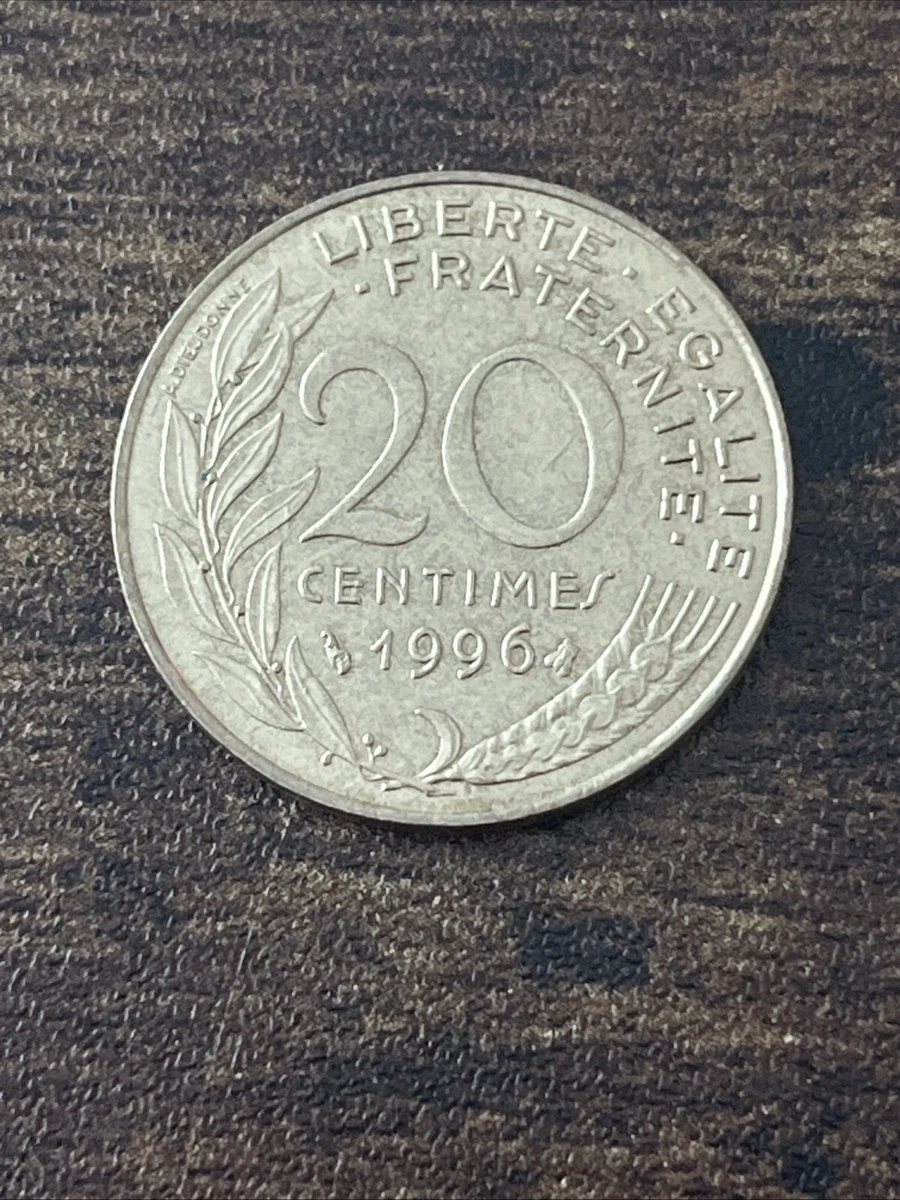 LIBERTE · EGALITE
· FRATERNITE ·
A.DIEUDONNE
20
CENTIMES
1996